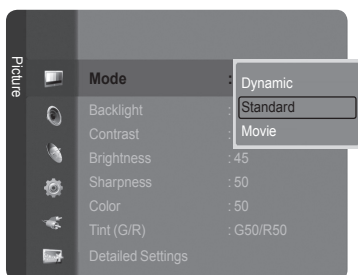 Picture
Mode :
Dynamic
Standard
Movie
Backlight :
Contrast :
Brightness : 45
Sharpness : 50
Color : 50
Tint (G/R) : G50/R50
Detailed Settings